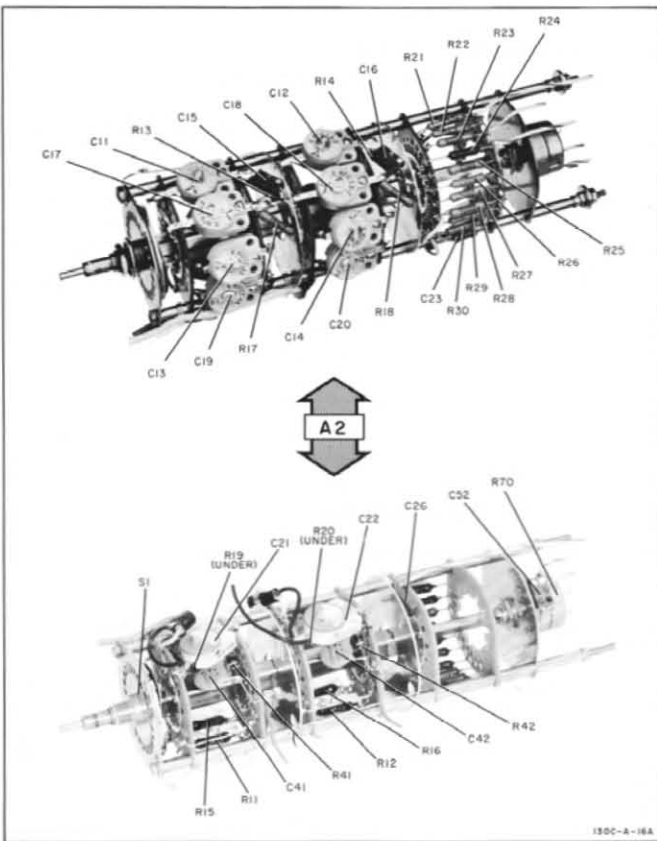 R24
R23
R22
R21
C16
R14
C12
C18
C15
R13
C11
C17
R25
R26
R27
R28
R29
R30
C23
R18
C20
C14
R17
C19
C13
A2
R70
C52
C26
C22
R20
(UNDER)
C21
R19
(UNDER)
S1
R42
C42
R16
R12
R41
C41
R11
R15
130C-A-16A